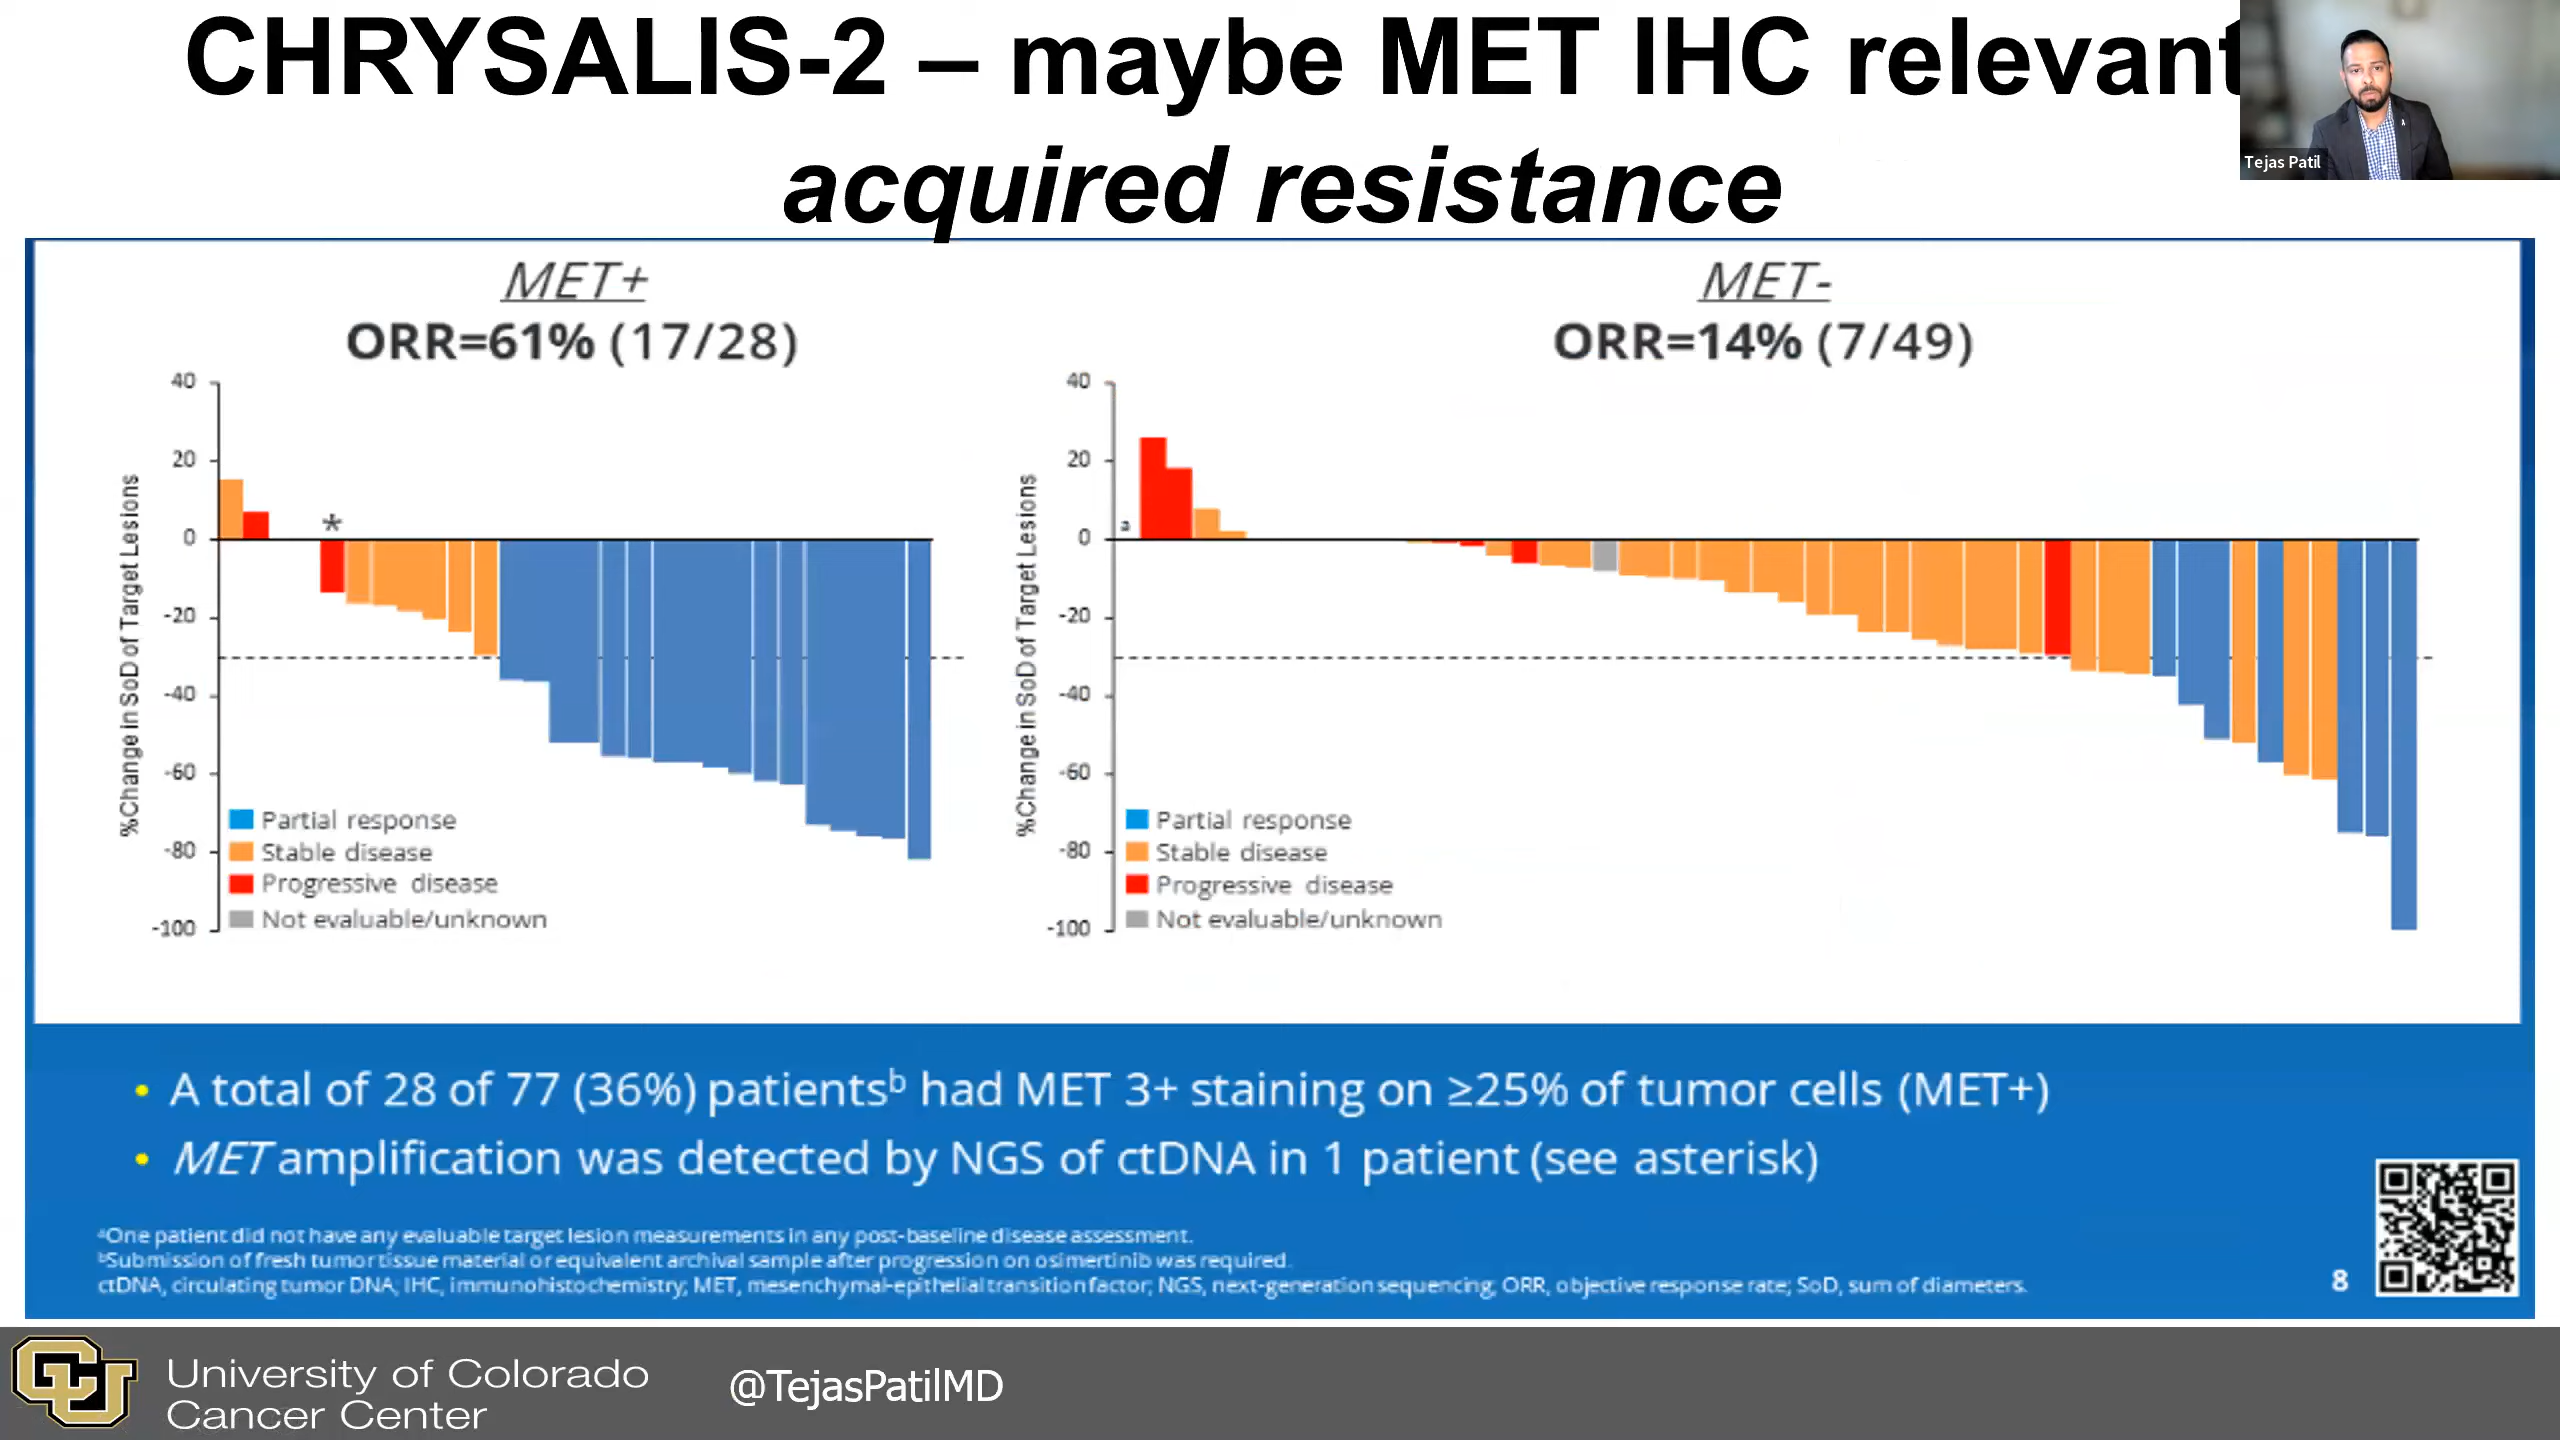 CHRYSALIS-2 – maybe MET IHC relevant
acquired resistance
Tejas Patil
MET+
ORR=61% (17/28)
40
20
0
-20
-40
-60
-80
-100
%Change in SoD of Target Lesions
*
Partial response
Stable disease
Progressive disease
Not evaluable/unknown
MET-
ORR=14% (7/49)
40
20
0
-20
-40
-60
-80
-100
%Change in SoD of Target Lesions
a
Partial response
Stable disease
Progressive disease
Not evaluable/unknown
• A total of 28 of 77 (36%) patientsᵇ had MET 3+ staining on ≥25% of tumor cells (MET+)
• MET amplification was detected by NGS of ctDNA in 1 patient (see asterisk)
ᵃOne patient did not have any evaluable target lesion measurements in any post-baseline disease assessment.
ᵇSubmission of fresh tumor tissue material or equivalent archival sample after progression on osimertinib was required.
ctDNA, circulating tumor DNA; IHC, immunohistochemistry; MET, mesenchymal-epithelial transition factor; NGS, next-generation sequencing; ORR, objective response rate; SoD, sum of diameters.
8
CU
University of Colorado
Cancer Center
@TejasPatilMD